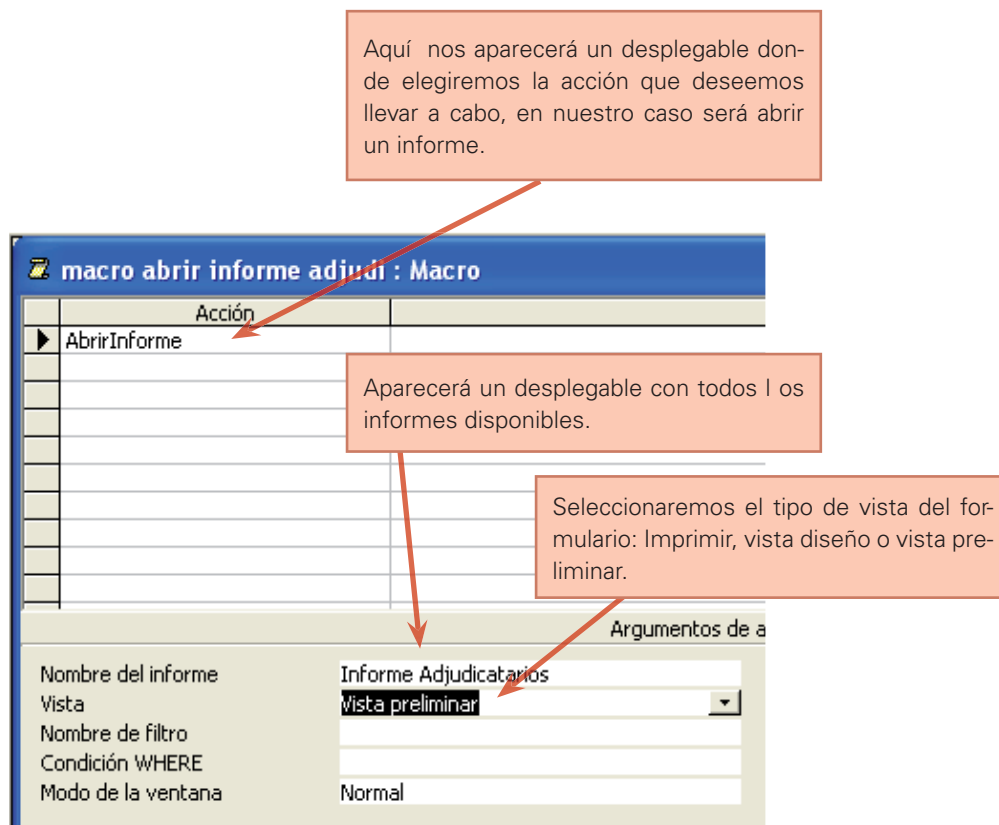 Aquí nos aparecerá un desplegable don-
de elegiremos la acción que deseemos
llevar a cabo, en nuestro caso será abrir
un informe.
macro abrir informe adjudi : Macro
Acción
AbrirInforme
Aparecerá un desplegable con todos l os
informes disponibles.
Seleccionaremos el tipo de vista del for-
mulario: Imprimir, vista diseño o vista pre-
liminar.
Argumentos de a
Nombre del informe Informe Adjudicatarios
Vista Vista preliminar
Nombre de filtro
Condición WHERE
Modo de la ventana Normal